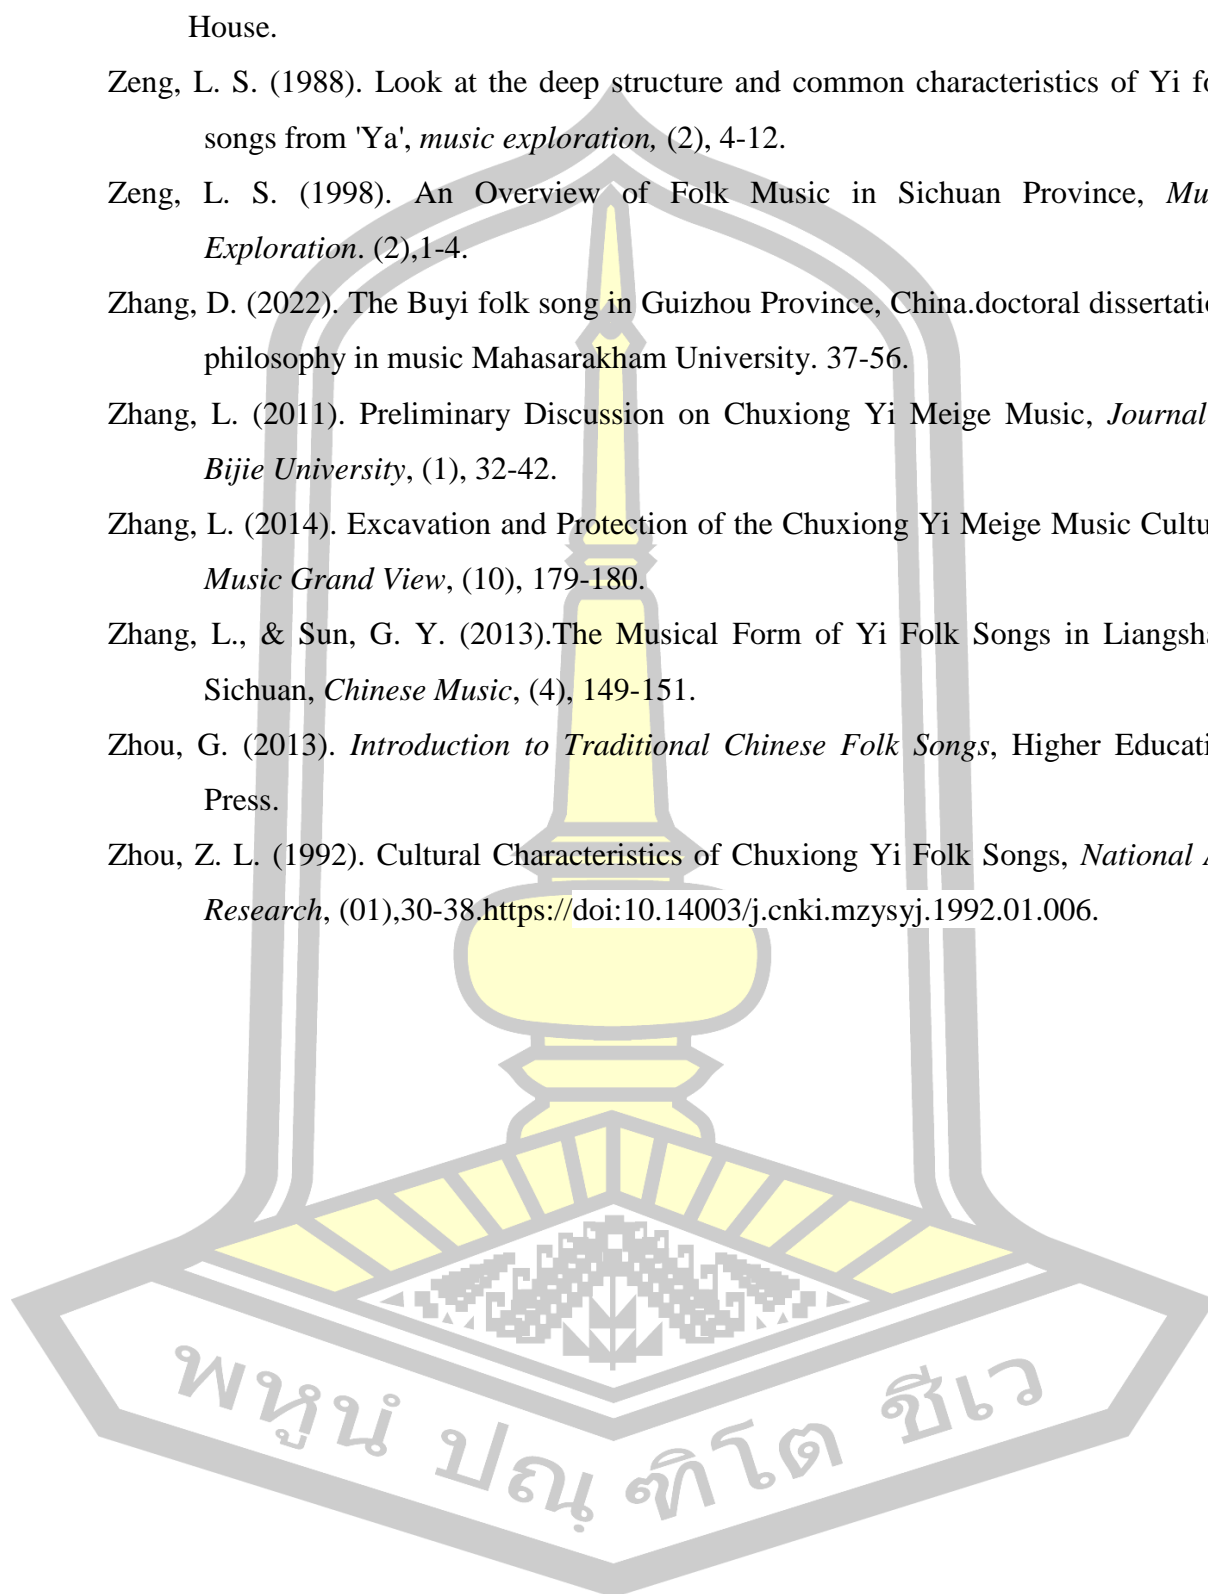 House.
Zeng, L. S. (1988). Look at the deep structure and common characteristics of Yi
songs from 'Ya', music exploration, (2), 4-12.
Zeng, L. S. (1998). An Overview of Folk Music in Sichuan Province,
Exploration. (2),1-4.
Zhang, D. (2022). The Buyi folk song in Guizhou Province, China.doctoral
philosophy in music Mahasarakham University. 37-56.
Zhang, L. (2011). Preliminary Discussion on Chuxiong Yi Meige Music, Journal
Bijie University, (1), 32-42.
Zhang, L. (2014). Excavation and Protection of the Chuxiong Yi Meige Music
Music Grand View, (10), 179-180.
Zhang, L., & Sun, G. Y. (2013).The Musical Form of Yi Folk Songs in
Sichuan, Chinese Music, (4), 149-151.
Zhou, G. (2013). Introduction to Traditional Chinese Folk Songs, Higher
Press.
Zhou, Z. L. (1992). Cultural Characteristics of Chuxiong Yi Folk Songs, National
Research, (01),30-38.https://doi:10.14003/j.cnki.mzysyj.1992.01.006.
พหูนํ ปณฺฑิโต ชีเว